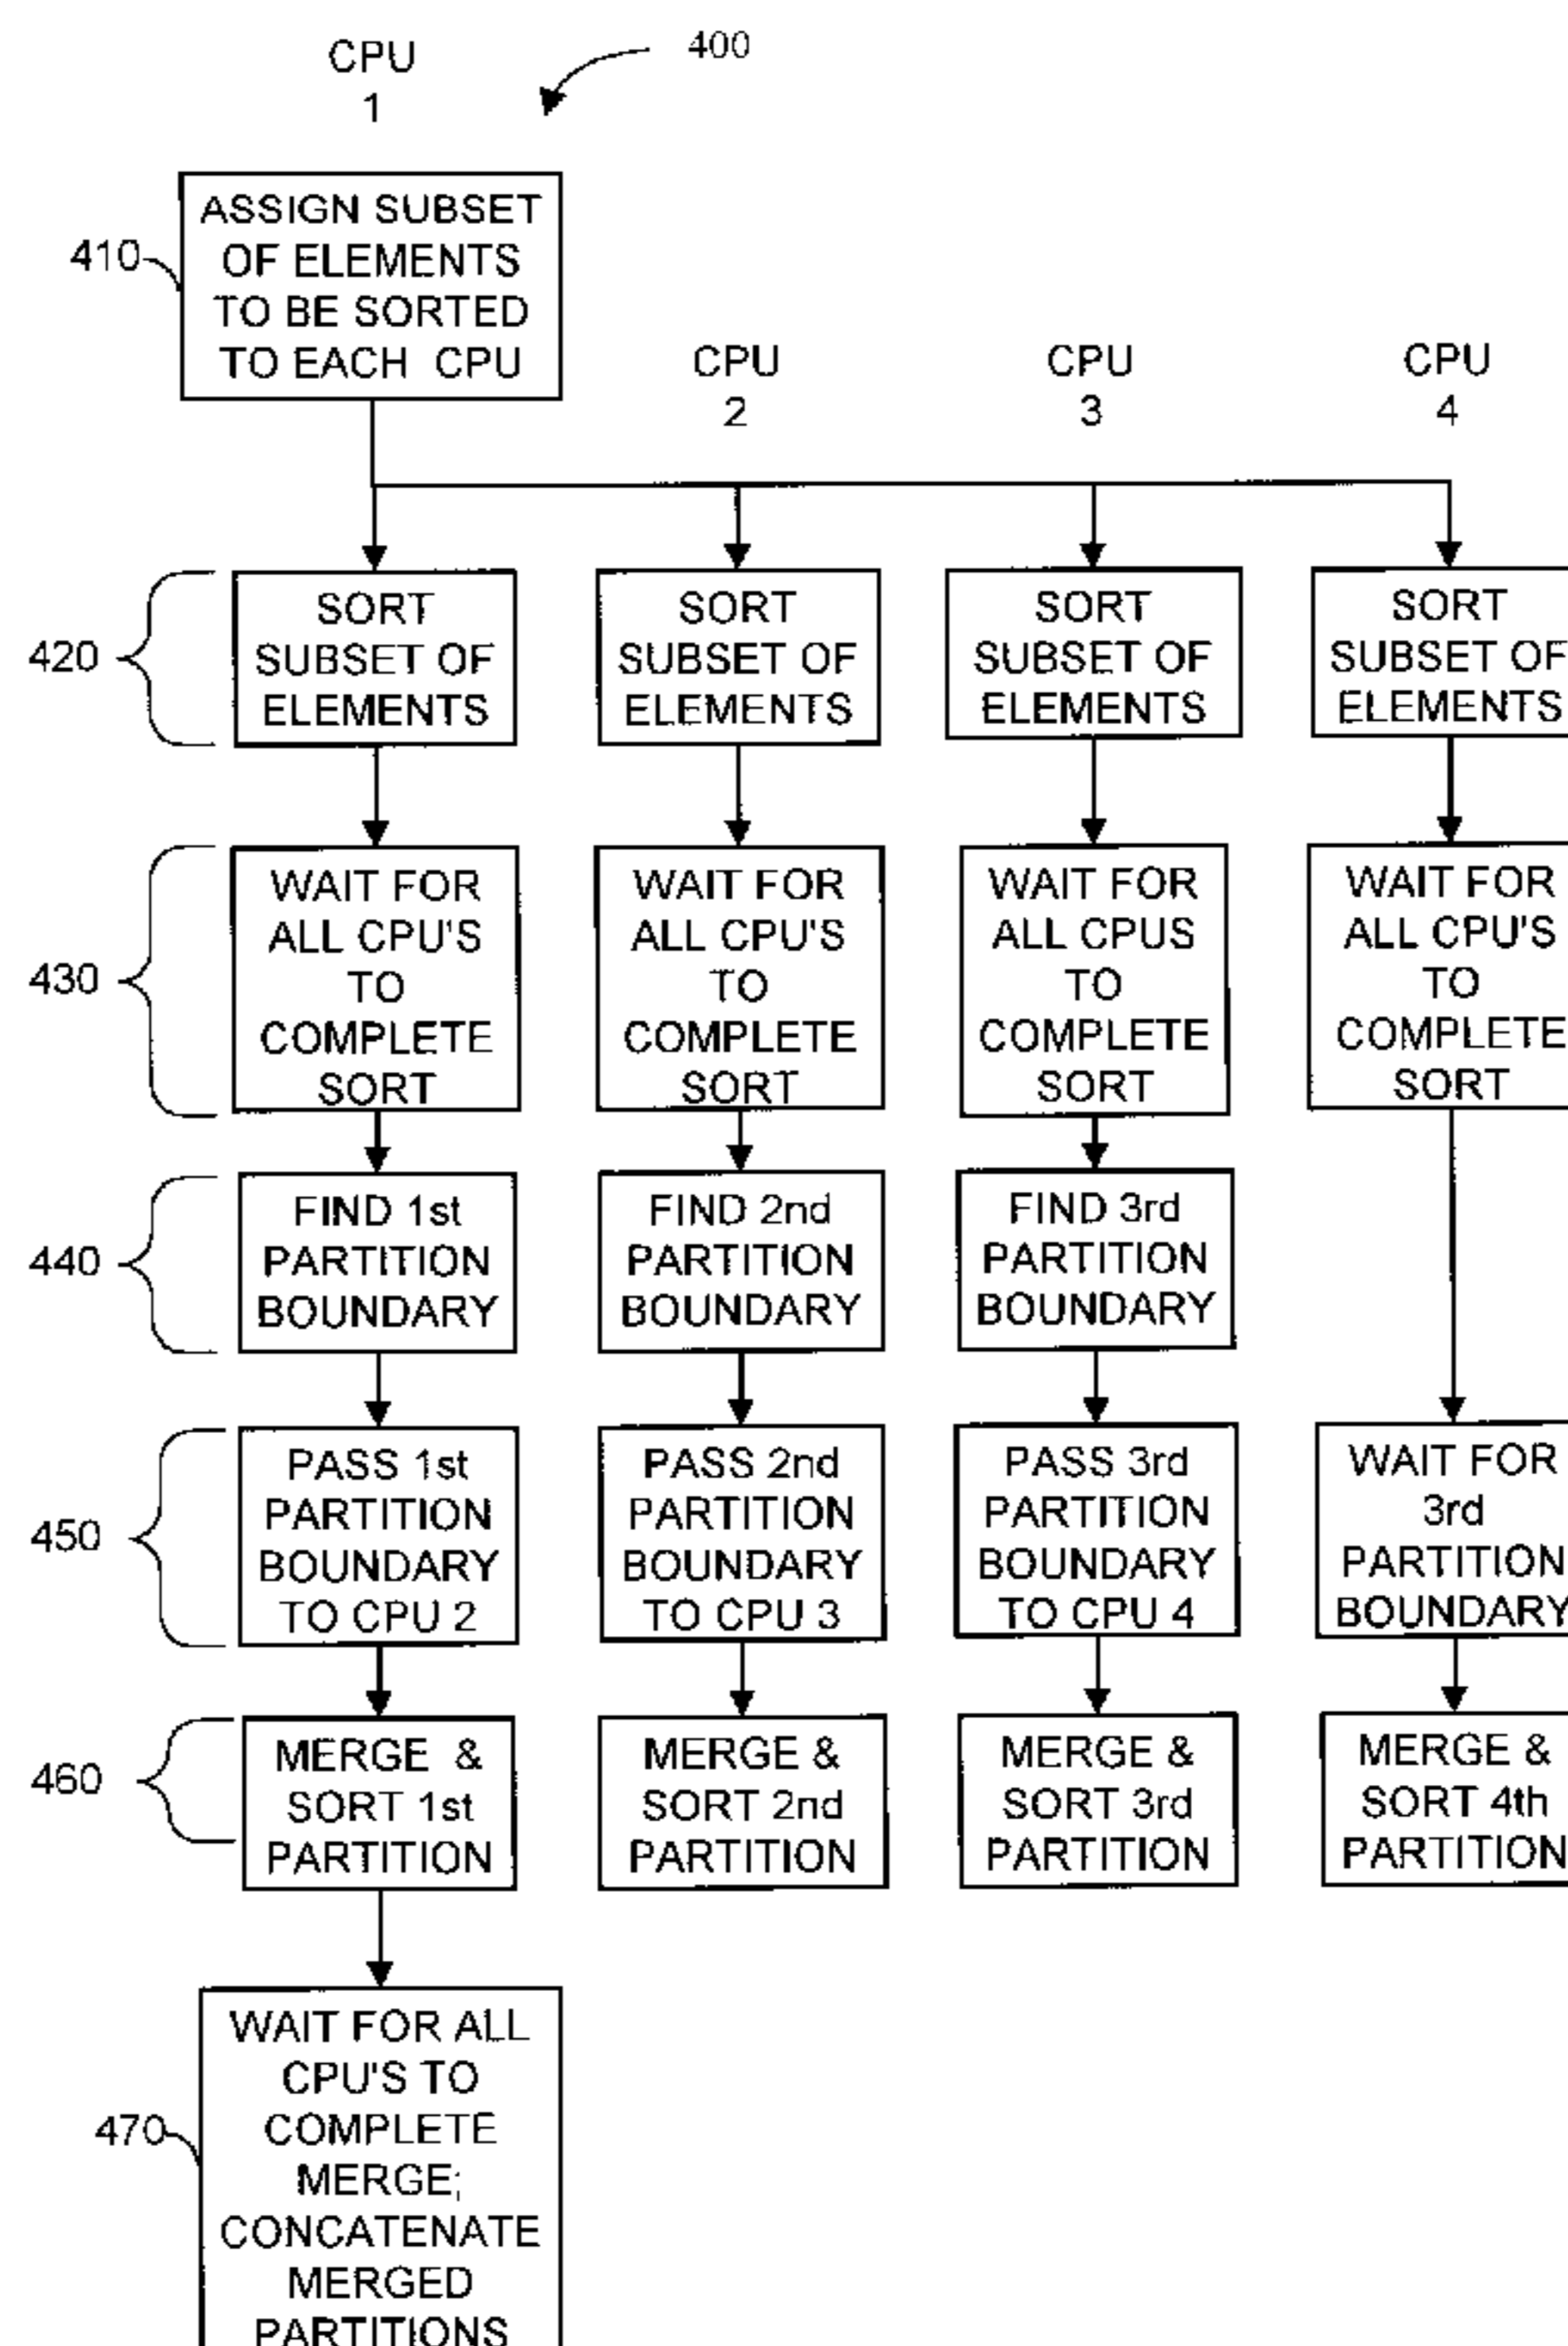 CPU
1
400
410
ASSIGN SUBSET
OF ELEMENTS
TO BE SORTED
TO EACH CPU
CPU
2
CPU
3
CPU
4
420
SORT
SUBSET OF
ELEMENTS
SORT
SUBSET OF
ELEMENTS
SORT
SUBSET OF
ELEMENTS
SORT
SUBSET OF
ELEMENTS
430
WAIT FOR
ALL CPU'S
TO
COMPLETE
SORT
WAIT FOR
ALL CPU'S
TO
COMPLETE
SORT
WAIT FOR
ALL CPUS
TO
COMPLETE
SORT
WAIT FOR
ALL CPU'S
TO
COMPLETE
SORT
440
FIND 1st
PARTITION
BOUNDARY
FIND 2nd
PARTITION
BOUNDARY
FIND 3rd
PARTITION
BOUNDARY
450
PASS 1st
PARTITION
BOUNDARY
TO CPU 2
PASS 2nd
PARTITION
BOUNDARY
TO CPU 3
PASS 3rd
PARTITION
BOUNDARY
TO CPU 4
WAIT FOR
3rd
PARTITION
BOUNDARY
460
MERGE &
SORT 1st
PARTITION
MERGE &
SORT 2nd
PARTITION
MERGE &
SORT 3rd
PARTITION
MERGE &
SORT 4th
PARTITION
470
WAIT FOR ALL
CPU'S TO
COMPLETE
MERGE;
CONCATENATE
MERGED
PARTITIONS